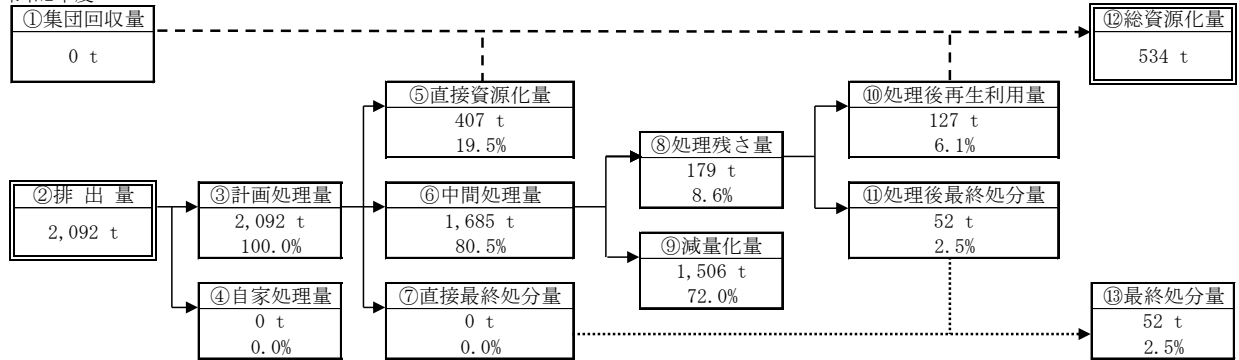 ①集団回収量
0 t
⑫総資源化量
534 t
⑤直接資源化量
407 t
19.5%
⑩処理後再生利用量
127 t
6.1%
⑧処理残さ量
179 t
8.6%
②排 出 量
2,092 t
③計画処理量
2,092 t
100.0%
⑥中間処理量
1,685 t
80.5%
⑪処理後最終処分量
52 t
2.5%
⑨減量化量
1,506 t
72.0%
④自家処理量
0 t
0.0%
⑦直接最終処分量
0 t
0.0%
⑬最終処分量
52 t
2.5%